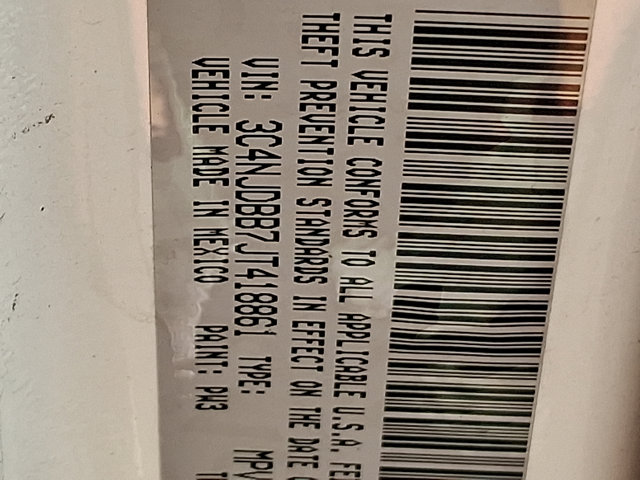 THIS VEHICLE CONFORMS TO ALL APPLICABLE U.S.A. FE
THEFT PREVENTION STANDARDS IN EFFECT ON THE DATE
VIN: 3C4NJDBB7JT418861 TYPE: MPV
VEHICLE MADE IN MEXICO PAINT: PW3